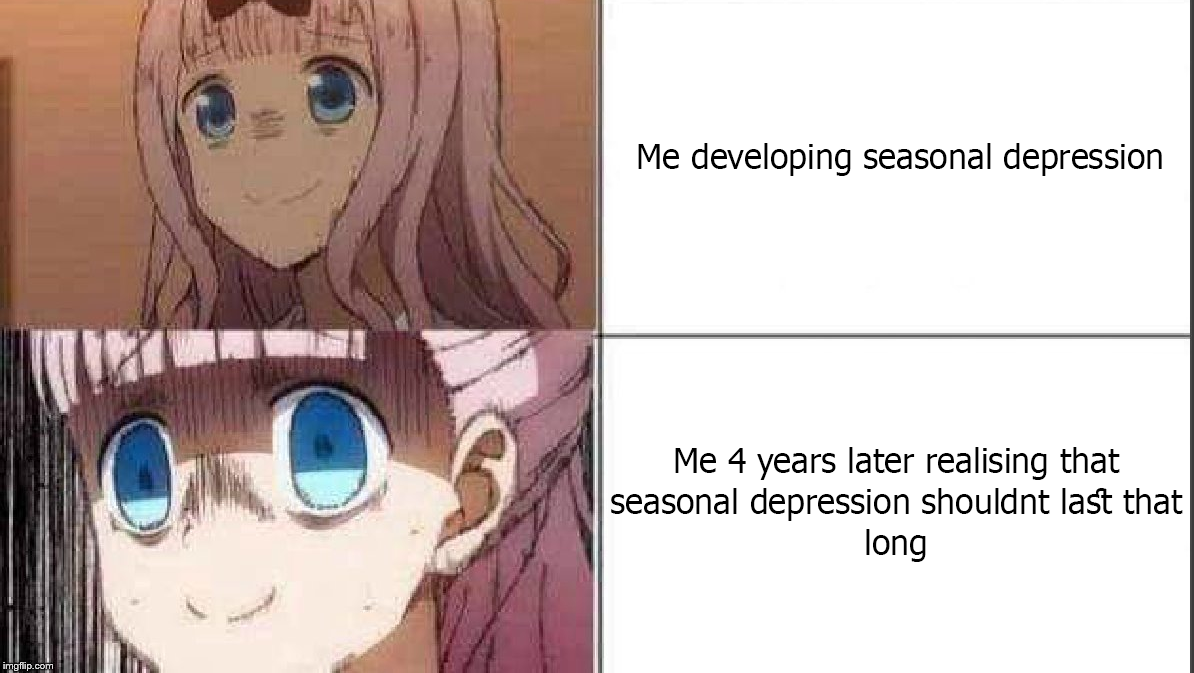 Me developing seasonal depression
Me 4 years later realising that
seasonal depression shouldnt last that
long
imgflip.com